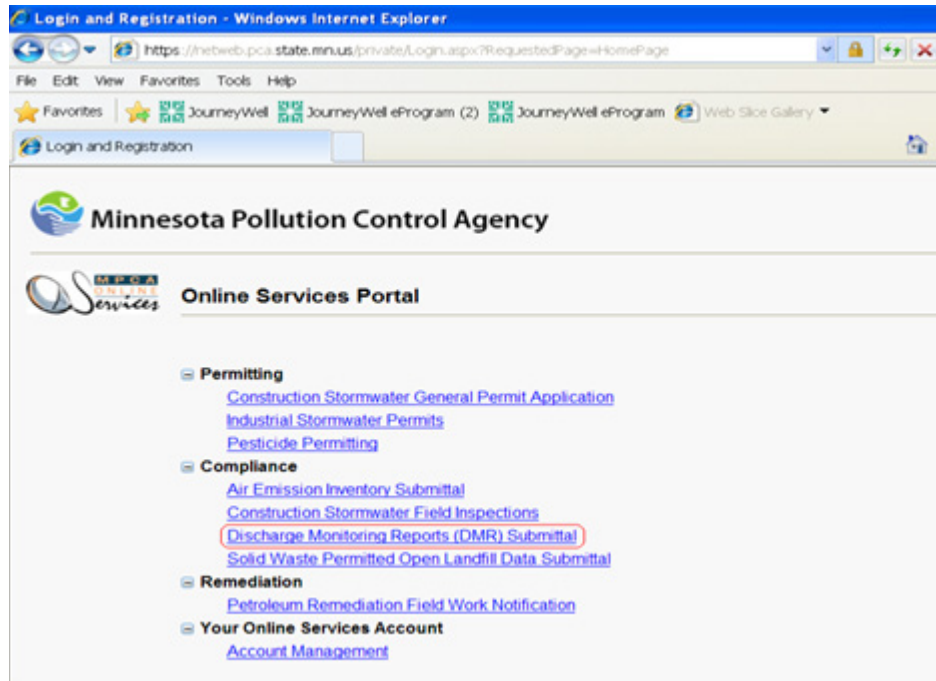 Login and Registration - Windows Internet Explorer
https://netweb.pca.state.mn.us/private/Login.aspx?RequestedPage=HomePage
File Edit View Favorites Tools Help
Favorites JourneyWell JourneyWell eProgram (2) JourneyWell eProgram Web Slice Gallery
Login and Registration
Minnesota Pollution Control Agency
MPCA
ONLINE
Services
Online Services Portal
Permitting
Construction Stormwater General Permit Application
Industrial Stormwater Permits
Pesticide Permitting
Compliance
Air Emission Inventory Submittal
Construction Stormwater Field Inspections
Discharge Monitoring Reports (DMR) Submittal
Solid Waste Permitted Open Landfill Data Submittal
Remediation
Petroleum Remediation Field Work Notification
Your Online Services Account
Account Management